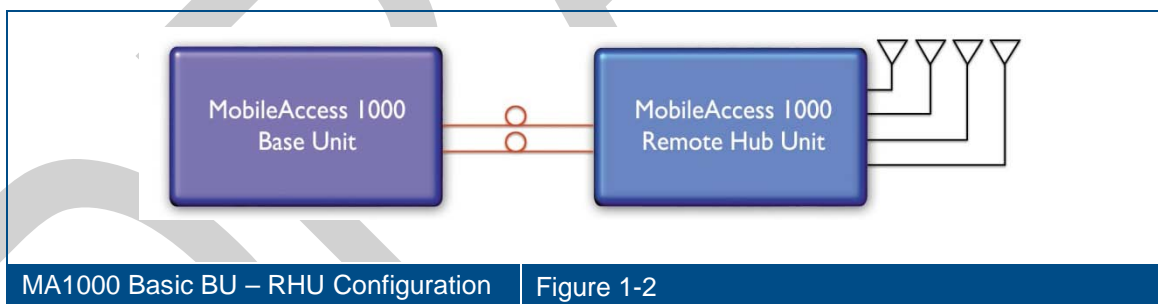 MobileAccess 1000
Base Unit
MobileAccess 1000
Remote Hub Unit
MA1000 Basic BU – RHU Configuration
Figure 1-2